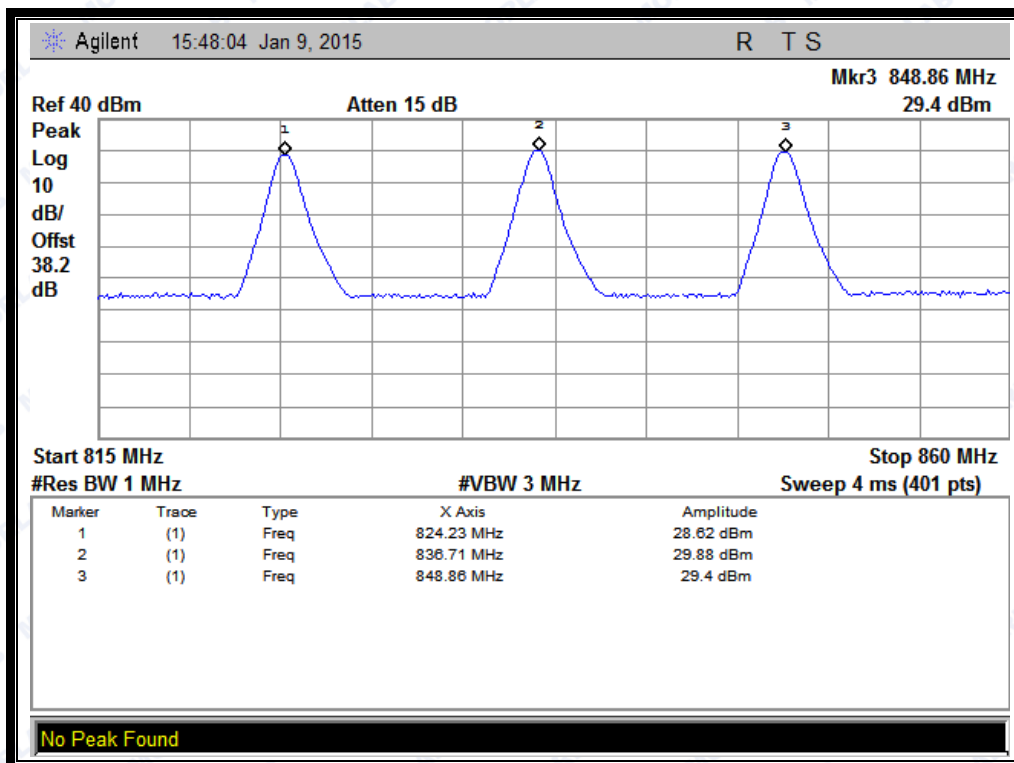 Agilent 15:48:04 Jan 9, 2015 R T S
Mkr3 848.86 MHz
Ref 40 dBm Atten 15 dB 29.4 dBm
Peak
Log
10
dB/
Offst
38.2
dB
1 2 3
Start 815 MHz Stop 860 MHz
#Res BW 1 MHz #VBW 3 MHz Sweep 4 ms (401 pts)
Marker Trace Type X Axis Amplitude
1 (1) Freq 824.23 MHz 28.62 dBm
2 (1) Freq 836.71 MHz 29.88 dBm
3 (1) Freq 848.86 MHz 29.4 dBm
No Peak Found